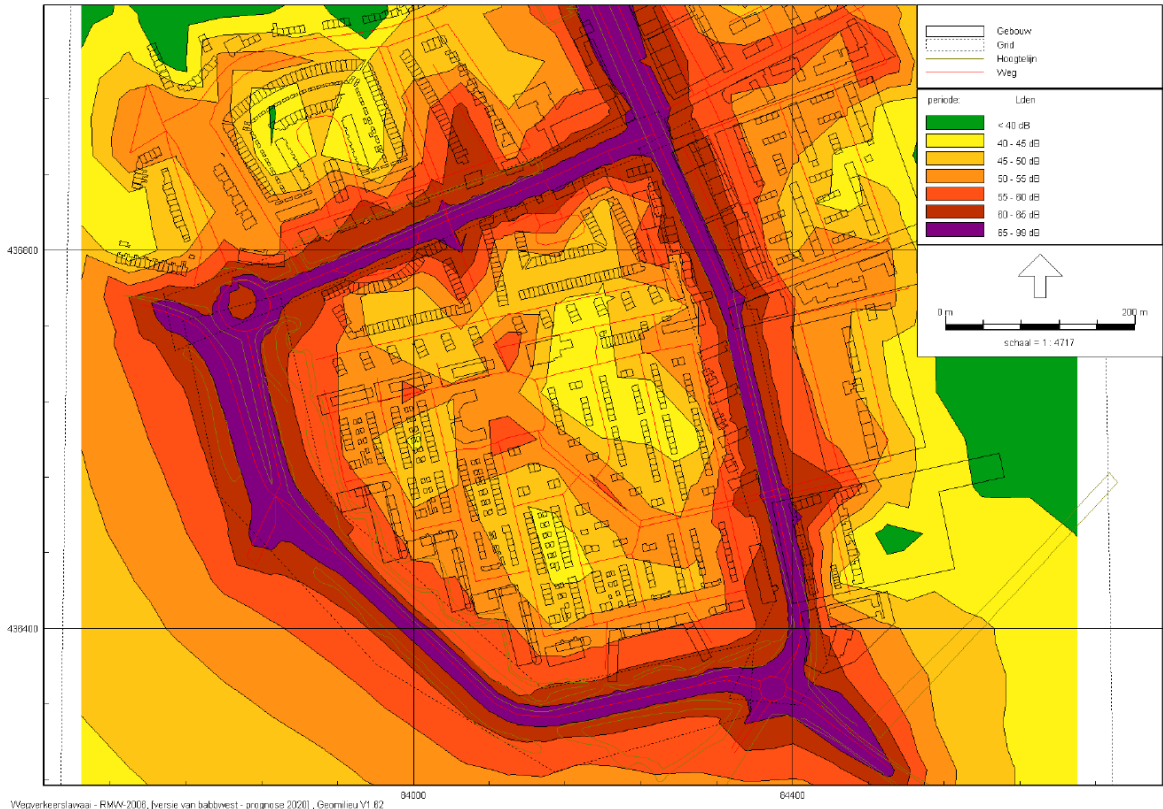 Gebouw
Grid
Hoogtelijn
Weg
periode: Lden
< 40 dB
40 - 45 dB
45 - 50 dB
50 - 55 dB
55 - 60 dB
60 - 65 dB
65 - 99 dB
0 m 200 m
schaal = 1 : 4717
436800
436400
64000 64400
Wegverkeerslawaai - RMW-2006, [versie van babbwest - prognose 2020] , Geomilieu V1.62